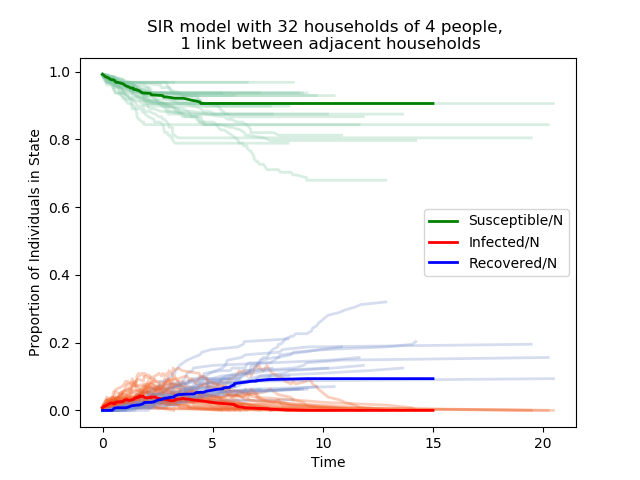 SIR model with 32 households of 4 people,
1 link between adjacent households
Proportion of Individuals in State
1.0
0.8
0.6
0.4
0.2
0.0
Susceptible/N
Infected/N
Recovered/N
0
5
10
15
20
Time